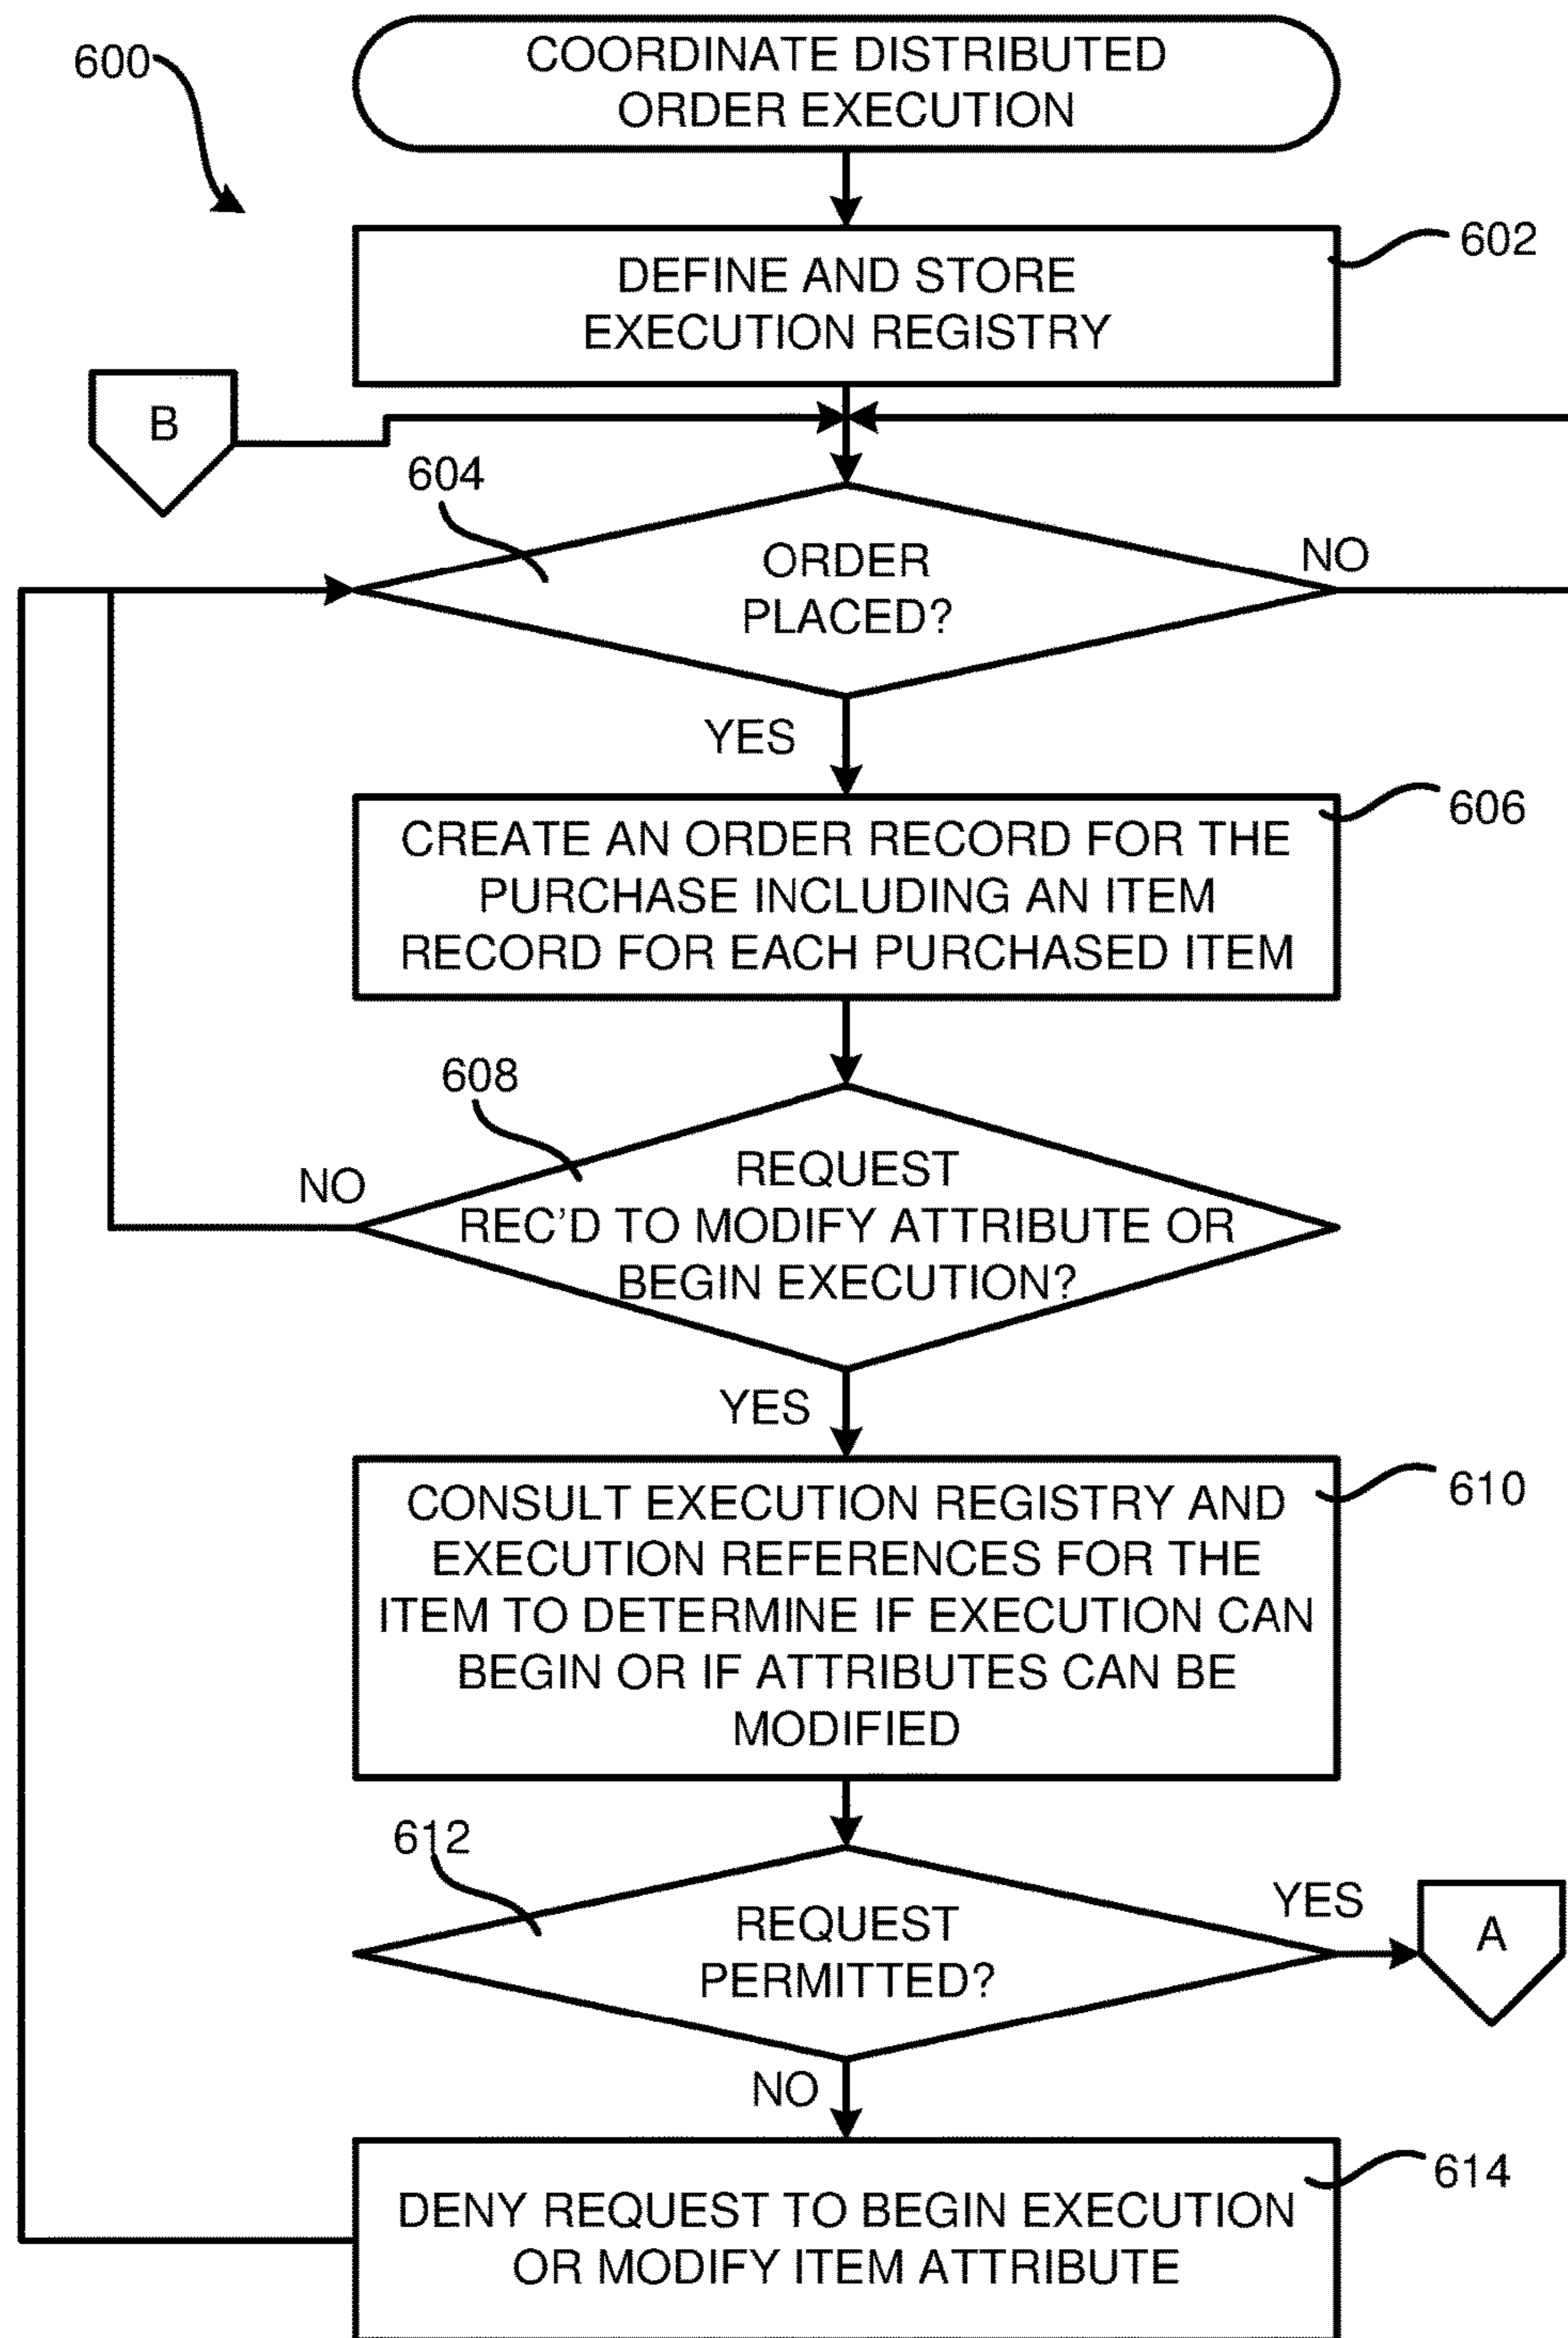 600
COORDINATE DISTRIBUTED
ORDER EXECUTION
602
DEFINE AND STORE
EXECUTION REGISTRY
B
604
ORDER
PLACED?
NO
YES
606
CREATE AN ORDER RECORD FOR THE
PURCHASE INCLUDING AN ITEM
RECORD FOR EACH PURCHASED ITEM
608
REQUEST
REC'D TO MODIFY ATTRIBUTE OR
BEGIN EXECUTION?
NO
YES
610
CONSULT EXECUTION REGISTRY AND
EXECUTION REFERENCES FOR THE
ITEM TO DETERMINE IF EXECUTION CAN
BEGIN OR IF ATTRIBUTES CAN BE
MODIFIED
612
REQUEST
PERMITTED?
YES
A
NO
614
DENY REQUEST TO BEGIN EXECUTION
OR MODIFY ITEM ATTRIBUTE